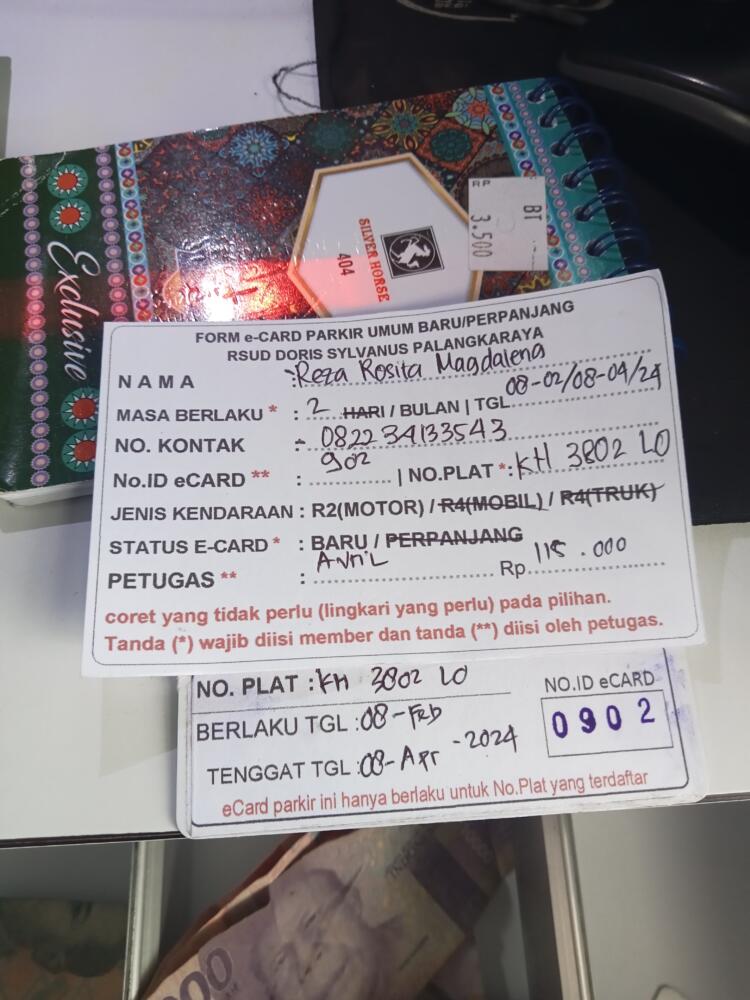 Exclusive
SILVER HORSE
404
BT
RP
3.500
FORM e-CARD PARKIR UMUM BARU/PERPANJANG
RSUD DORIS SYLVANUS PALANGKARAYA
NAMA : Reza Rosita Magdalena
MASA BERLAKU * : 2 HARI / BULAN | TGL 08-02/08-04/24
NO. KONTAK : 082234133543
No.ID eCARD ** : 902 | NO.PLAT *: KH 3802 LO
JENIS KENDARAAN : R2(MOTOR) / R4(MOBIL) / R4(TRUK)
STATUS E-CARD * : BARU / PERPANJANG
PETUGAS ** : Rp 115.000
coret yang tidak perlu (lingkari yang perlu) pada pilihan.
Tanda (*) wajib diisi member dan tanda (**) diisi oleh petugas.
NO. PLAT : KH 3802 LO
NO.ID eCARD
0902
BERLAKU TGL : 08-Feb
TENGGAT TGL : 08-Apr -2024
eCard parkir ini hanya berlaku untuk No.Plat yang terdaftar